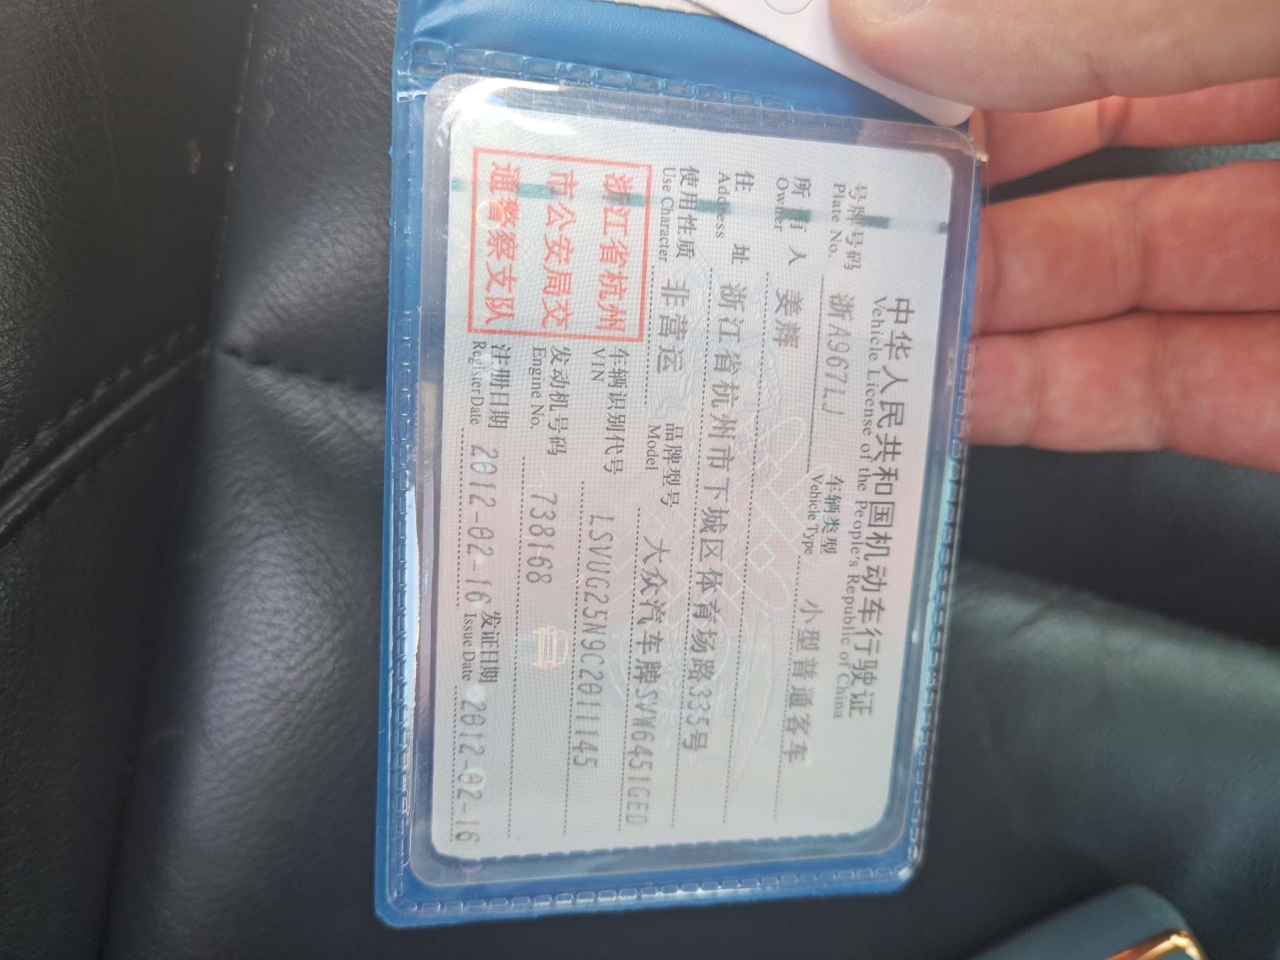 中华人民共和国机动车行驶证
Vehicle License of the People's Republic of China
号牌号码 浙A967LJ 车辆类型 小型普通客车
Plate No. Vehicle Type
所有人 姜辉
Owner
住址 浙江省杭州市下城区体育场路335号
Address
使用性质 非营运 品牌型号 大众汽车牌SVW6451GED
Use Character Model
浙江省杭州
市公安局交
通警察支队
车辆识别代号 LSVUG25N9C2011145
VIN
发动机号码 738168
Engine No.
注册日期 2012-02-16 发证日期 2012-02-16
Register Date Issue Date